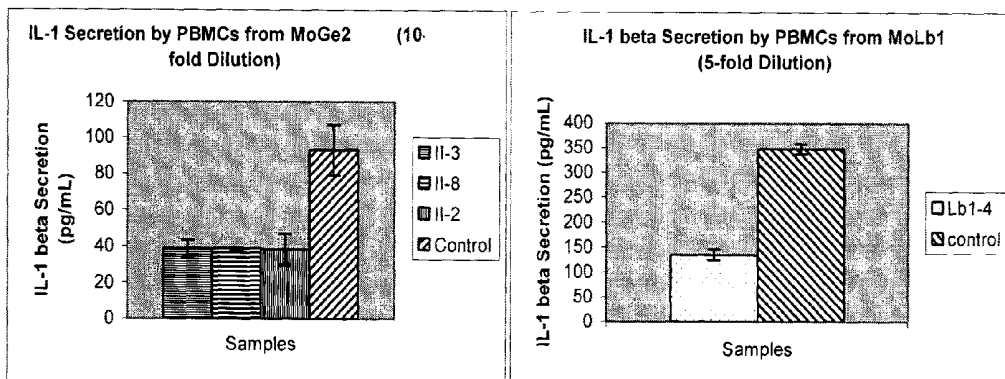 IL-1 Secretion by PBMCs from MoGe2 (10-
fold Dilution)
IL-1 beta Secretion
(pg/mL)
120
100
80
60
40
20
0
Samples
II-3
II-8
II-2
Control
IL-1 beta Secretion by PBMCs from MoLb1
(5-fold Dilution)
IL-1 beta Secretion (pg/mL)
400
350
300
250
200
150
100
50
0
Samples
Lb1-4
control